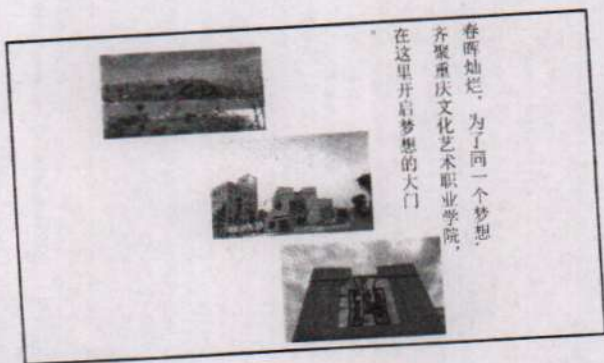 春晖灿烂，为了同一个梦想，
齐聚重庆文化艺术职业学院，
在这里开启梦想的大门